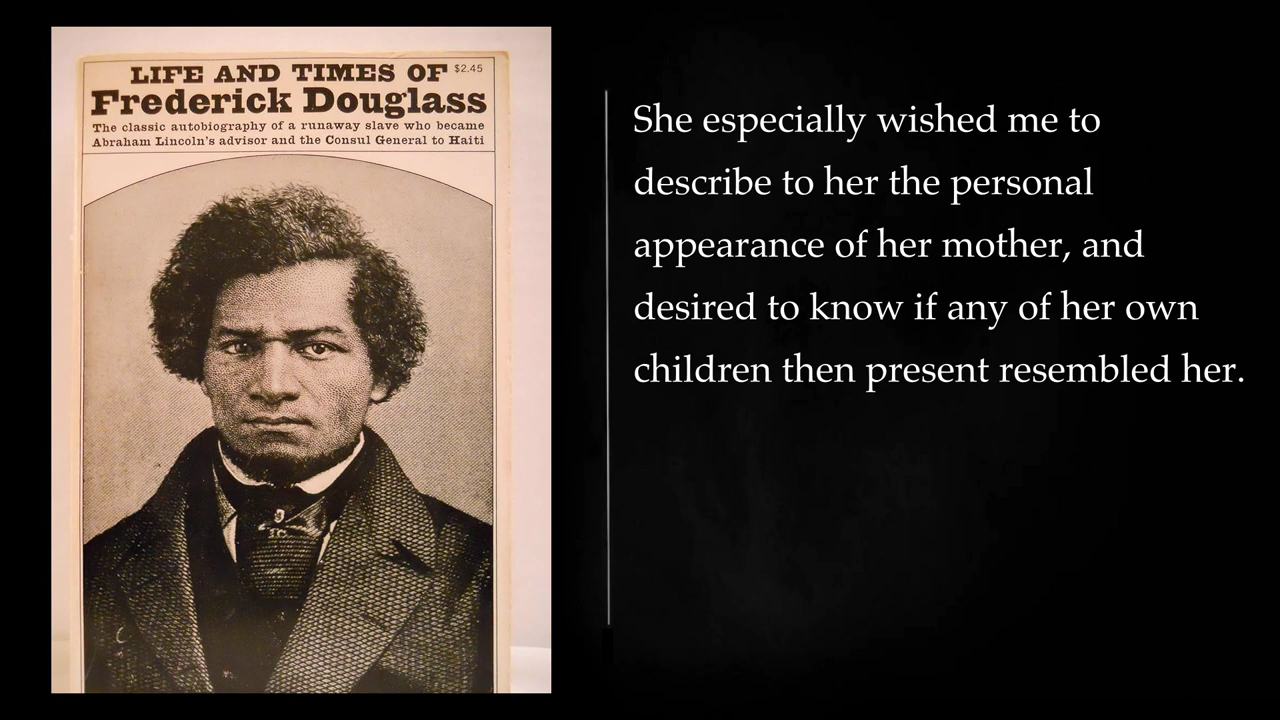 LIFE AND TIMES OF $2.45
Frederick Douglass
The classic autobiography of a runaway slave who became
Abraham Lincoln's advisor and the Consul General to Haiti
She especially wished me to
describe to her the personal
appearance of her mother, and
desired to know if any of her own
children then present resembled her.